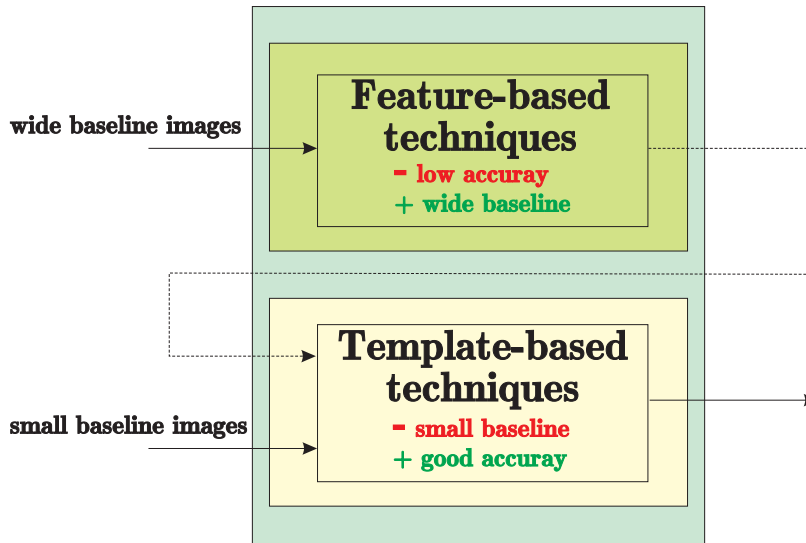 wide baseline images
Feature-based
techniques
- low accuray
+ wide baseline
Template-based
techniques
small baseline images
- small baseline
+ good accuray